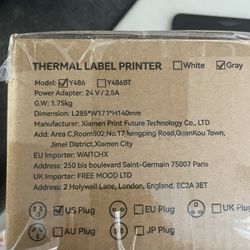 THERMAL LABEL PRINTER □White ☑Gray
Model: ☑Y486 □Y486BT
Power Adapter: 24 V / 2.5A
G.W: 1.75kg
Dimension: L285*W171*H140mm
Manufacturer: Xiamen Print Future Technology Co., LTD
Add: Area C,Room502,No.17 kengping Road,GuanKou Town,
Jimei District,Xiamen City
EU Importer: WAITCHX
Address: 250 bis boulevard Saint-Germain 75007 Paris
UK Importer: FREE MOOD LTD
Address: 2 Holywell Lane, London, England, EC2A 3ET
☑US Plug □EU Plug □UK Plug
□AU Plug □JP Plug